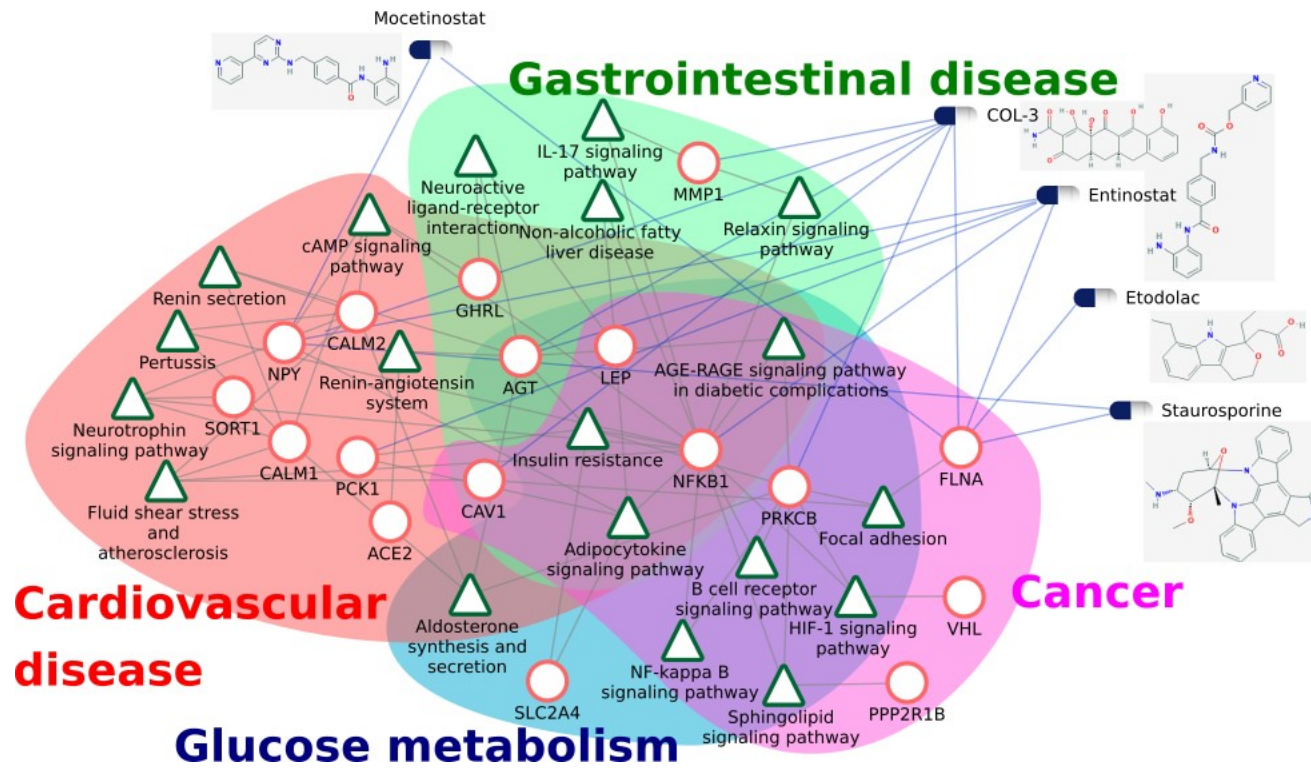 Mocetinostat
Gastrointestinal disease
COL-3
IL-17 signaling
pathway
MMP1
Neuroactive
ligand-receptor
interaction
Non-alcoholic fatty
liver disease
Relaxin signaling
pathway
Entinostat
cAMP signaling
pathway
Renin secretion
GHRL
Etodolac
CALM2
Pertussis
NPY
Renin-angiotensin
system
AGT
LEP
AGE-RAGE signaling pathway
in diabetic complications
Staurosporine
SORT1
Neurotrophin
signaling pathway
CALM1
PCK1
CAV1
Insulin resistance
NFKB1
PRKCB
FLNA
Fluid shear stress
and
atherosclerosis
ACE2
Adipocytokine
signaling pathway
Focal adhesion
B cell receptor
signaling pathway
HIF-1 signaling
pathway
VHL
Cancer
Cardiovascular
disease
Aldosterone
synthesis and
secretion
NF-kappa B
signaling pathway
SLC2A4
Sphingolipid
signaling pathway
PPP2R1B
Glucose metabolism